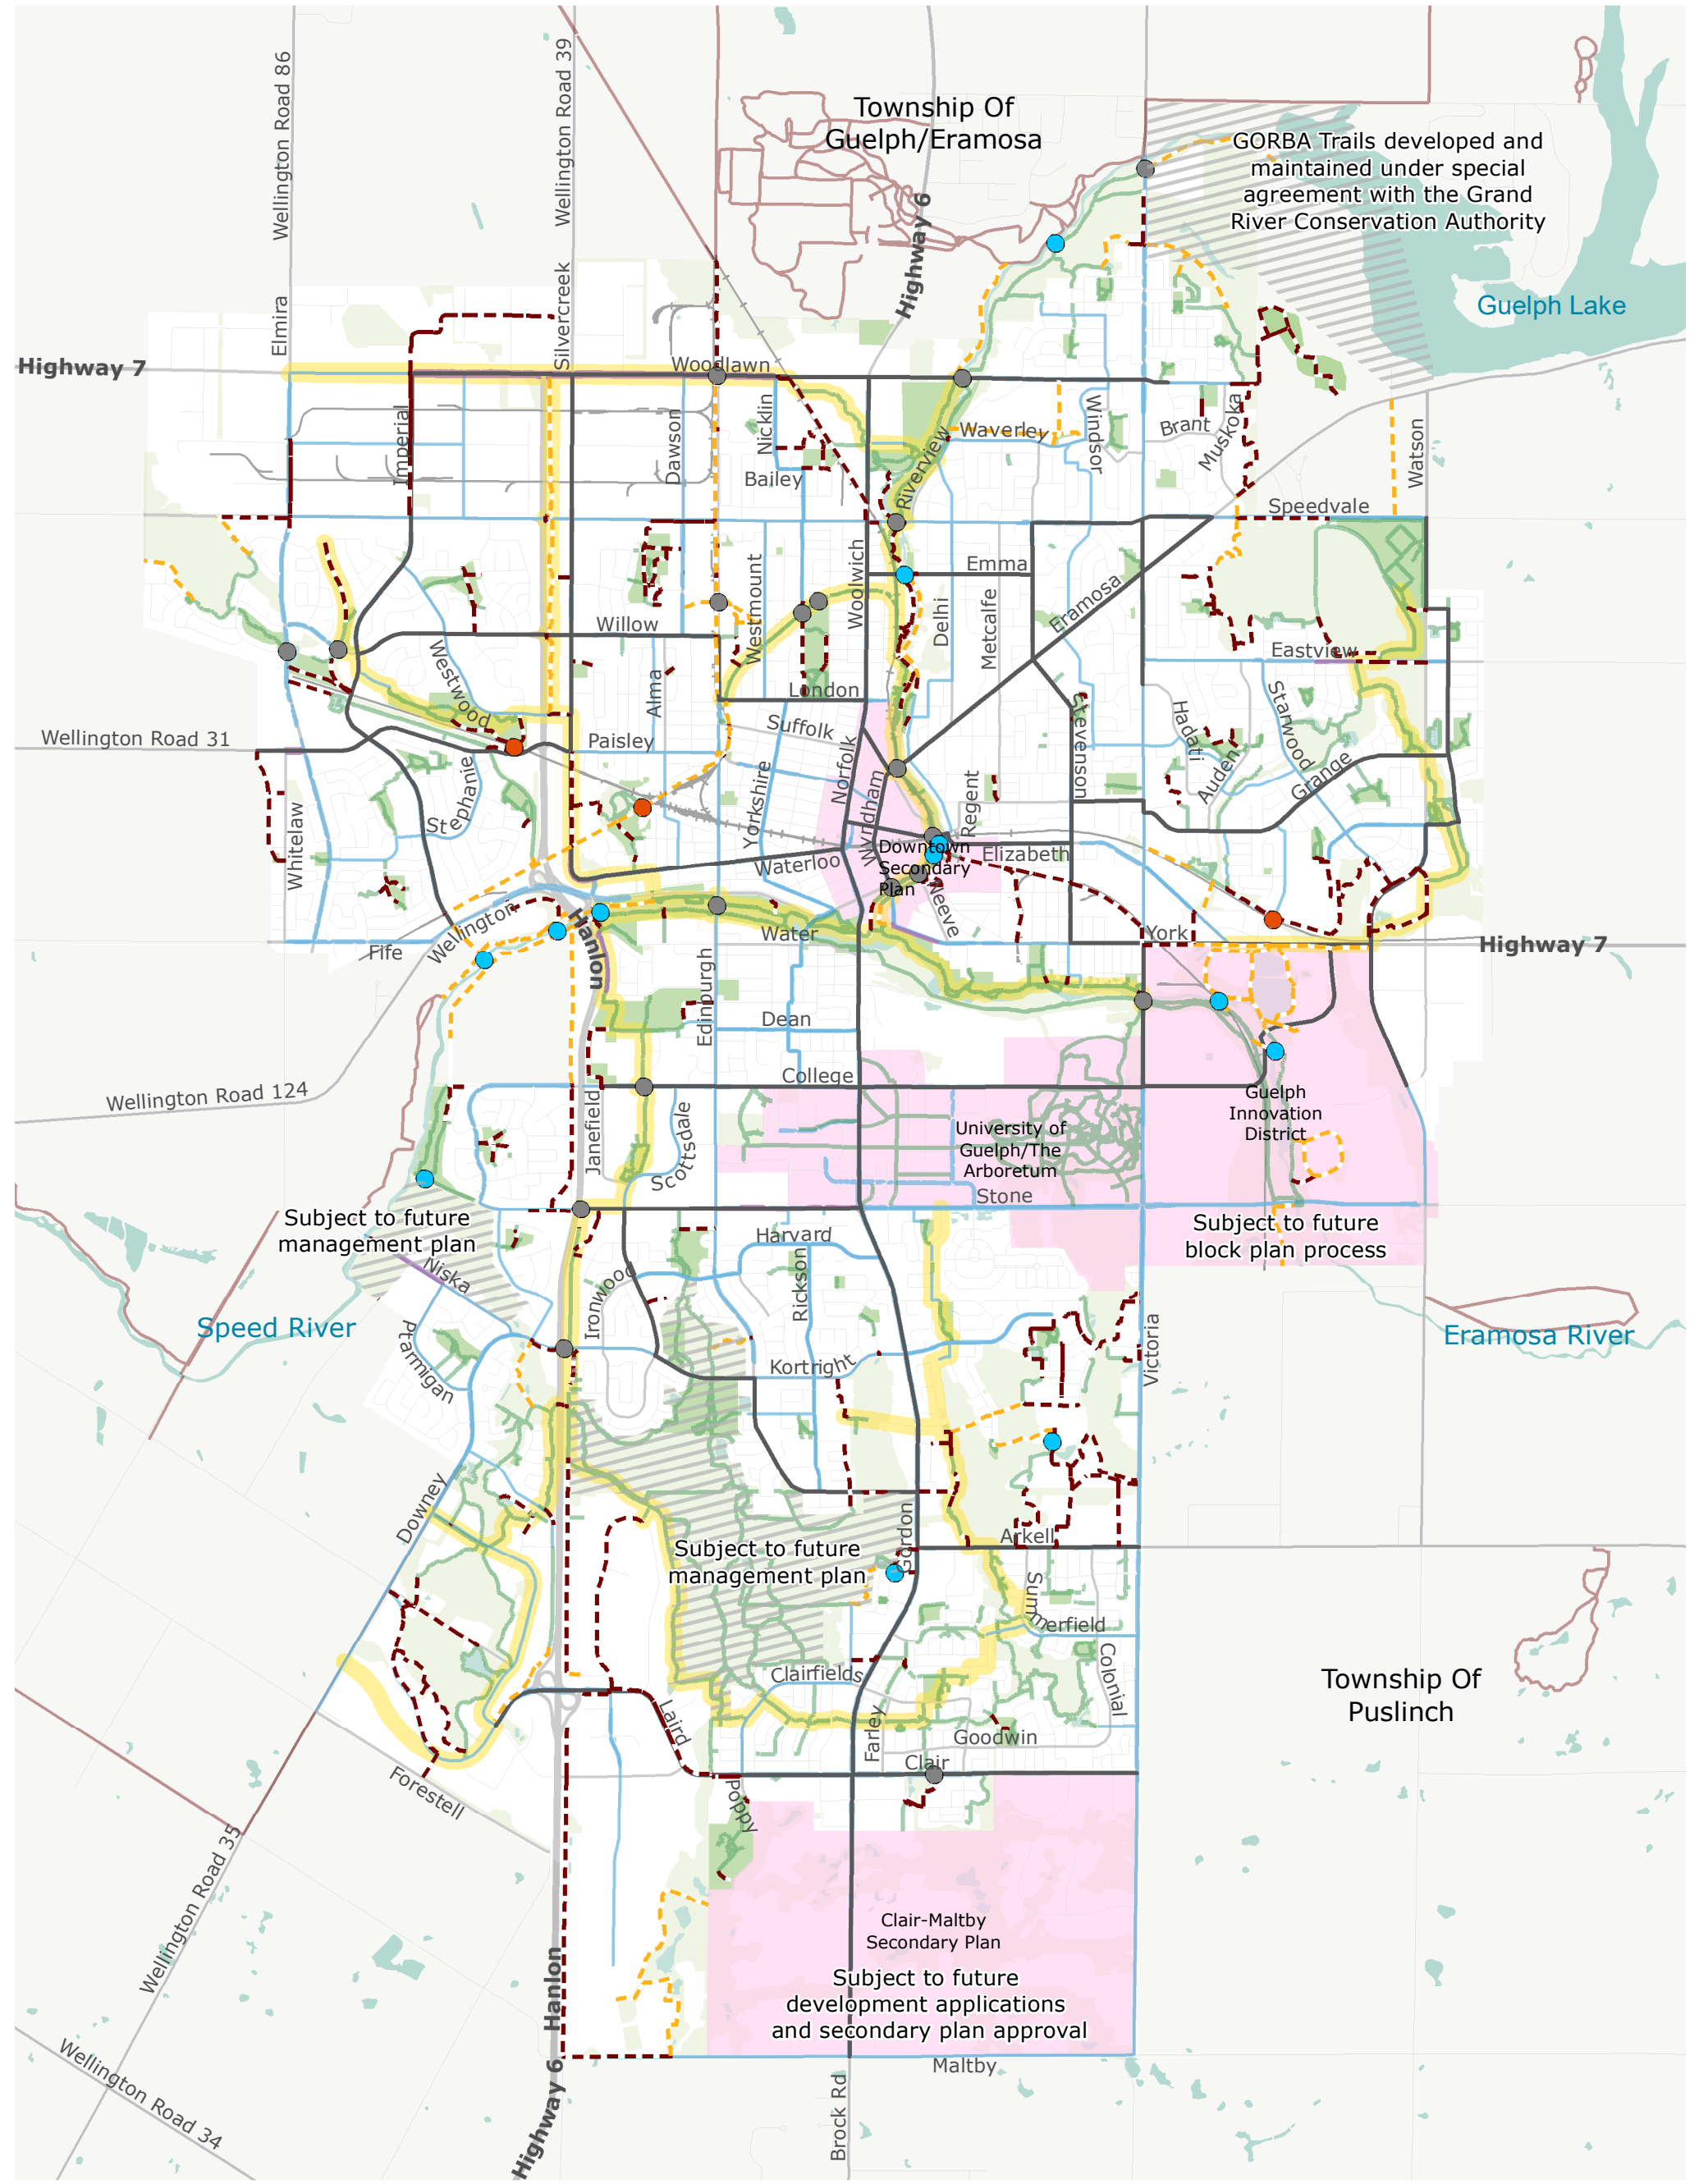 Wellington Road 86
Wellington Road 39
Township Of
Guelph/Eramosa
GORBA Trails developed and
maintained under special
agreement with the Grand
River Conservation Authority
Highway 6
Guelph Lake
Elmira
Silvercreek
Highway 7
Woodlawn
Imperial
Dawson
Nicklin
Bailey
Riverview
Waverley
Windsor
Brant
Muskoka
Watson
Speedvale
Westmount
Woolwich
Emma
Delhi
Metcalfe
Eramosa
Willow
Westwood
Alma
London
Eastview
Wellington Road 31
Paisley
Suffolk
Norfolk
Stevenson
Hadati
Starwood
Auden
Grange
Stephanie
Whitelaw
Yorkshire
Wyndham
Regent
Waterloo
Downtown
Secondary
Plan
Elizabeth
Neeve
Fife
Wellington
Hanlon
Water
York
Highway 7
Edinburgh
Dean
College
Wellington Road 124
Janefield
Scottsdale
University of
Guelph/The
Arboretum
Guelph
Innovation
District
Stone
Subject to future
management plan
Subject to future
block plan process
Niska
Harvard
Rickson
Ironwood
Speed River
Ptarmigan
Kortright
Victoria
Eramosa River
Downey
Subject to future
management plan
Gordon
Arkell
Summerfield
Colonial
Clairfields
Township Of
Puslinch
Laird
Farley
Goodwin
Clair
Forestell
Poppy
Wellington Road 35
Clair-Maltby
Secondary Plan
Subject to future
development applications
and secondary plan approval
Hanlon
Highway 6
Maltby
Brock Rd
Wellington Road 34